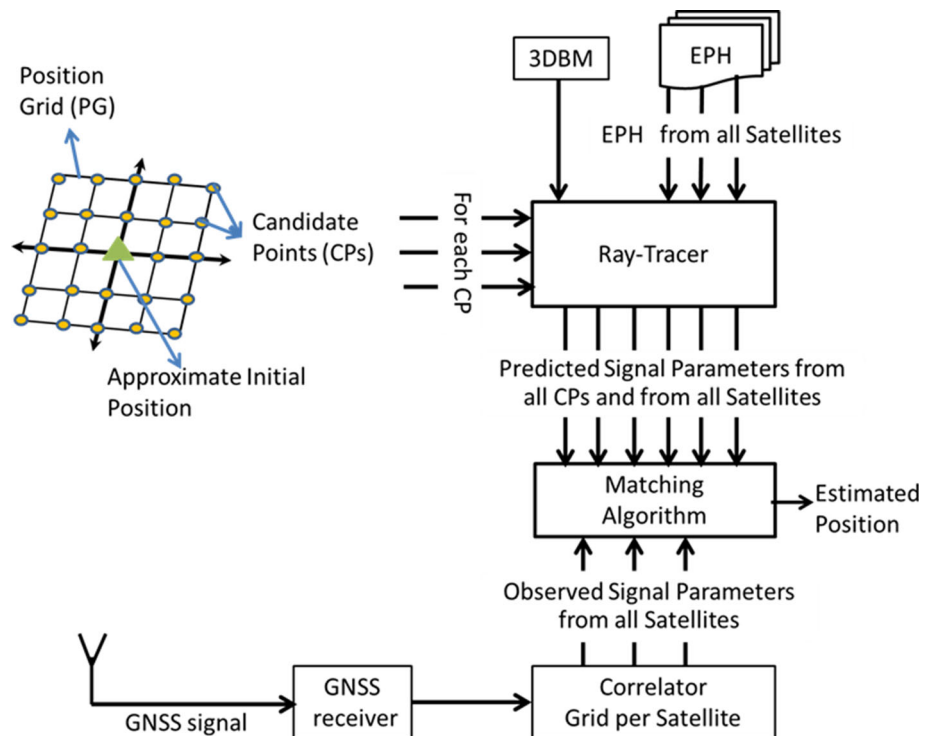 3DBM
EPH
Position
Grid (PG)
EPH from all Satellites
Candidate
Points (CPs)
For each CP
Ray-Tracer
Approximate Initial
Position
Predicted Signal Parameters from
all CPs and from all Satellites
Matching
Algorithm
Estimated
Position
Observed Signal Parameters
from all Satellites
GNSS signal
GNSS
receiver
Correlator
Grid per Satellite